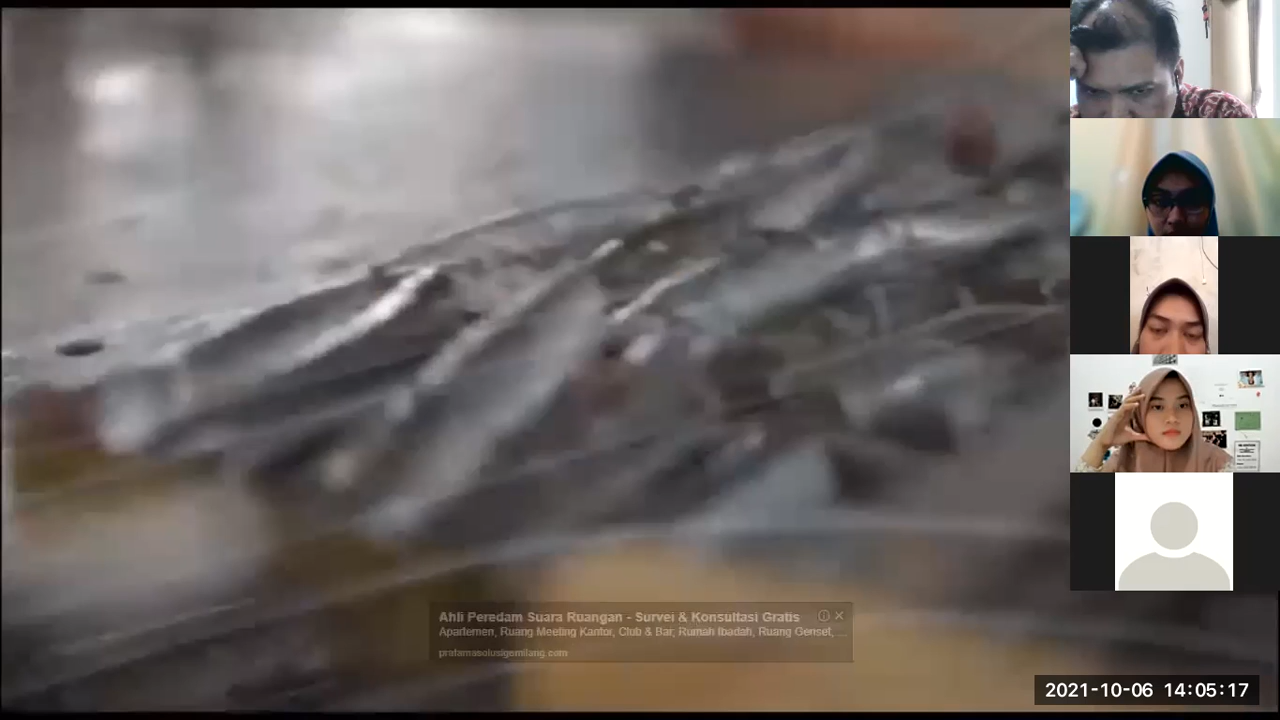 Ahli Peredam Suara Ruangan - Survei & Konsultasi Gratis
Apartemen, Ruang Meeting Kantor, Club & Bar, Rumah Ibadah, Ruang Genset, ...
pratamasolusigemilang.com
2021-10-06 14:05:17